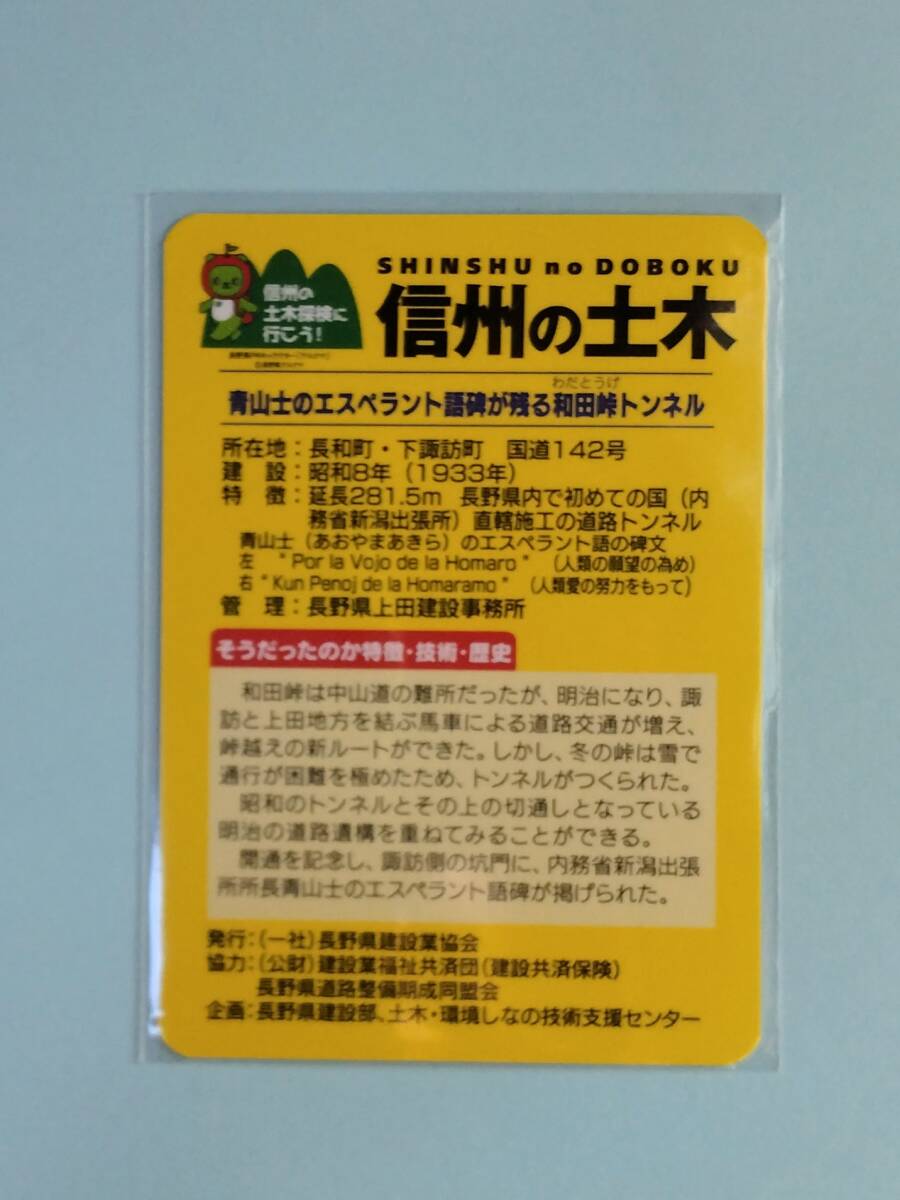 信州の
土木探検に
行こう！
SHINSHU no DOBOKU
信州の土木
わだとうげ
青山士のエスペラント語碑が残る和田峠トンネル
所在地：長和町・下諏訪町　国道142号
建　設：昭和8年（1933年）
特　徴：延長281.5m　長野県内で初めての国（内
務省新潟出張所）直轄施工の道路トンネル
青山士（あおやまあきら）のエスペラント語の碑文
左　" Por la Vojo de la Homaro "　（人類の願望の為め）
右 " Kun Penoj de la Homaramo "　（人類愛の努力をもって）
管　理：長野県上田建設事務所
そうだったのか特徴・技術・歴史
和田峠は中山道の難所だったが、明治になり、諏
訪と上田地方を結ぶ馬車による道路交通が増え、
峠越えの新ルートができた。しかし、冬の峠は雪で
通行が困難を極めたため、トンネルがつくられた。
昭和のトンネルとその上の切通しとなっている
明治の道路遺構を重ねてみることができる。
開通を記念し、諏訪側の坑門に、内務省新潟出張
所所長青山士のエスペラント語碑が掲げられた。
発行：（一社）長野県建設業協会
協力：（公財）建設業福祉共済団（建設共済保険）
長野県道路整備期成同盟会
企画：長野県建設部、土木・環境しなの技術支援センター